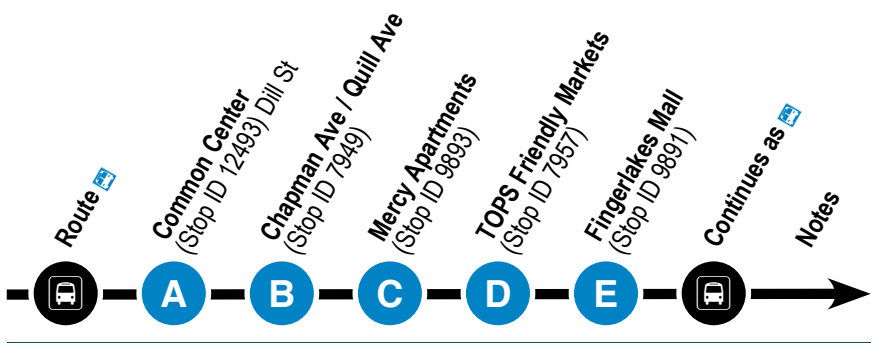 Route
Common Center
(Stop ID 12493) Dill St
Chapman Ave / Quill Ave
(Stop ID 7949)
Mercy Apartments
(Stop ID 9893)
TOPS Friendly Markets
(Stop ID 7957)
Fingerlakes Mall
(Stop ID 9891)
Continues as
Notes
A
B
C
D
E